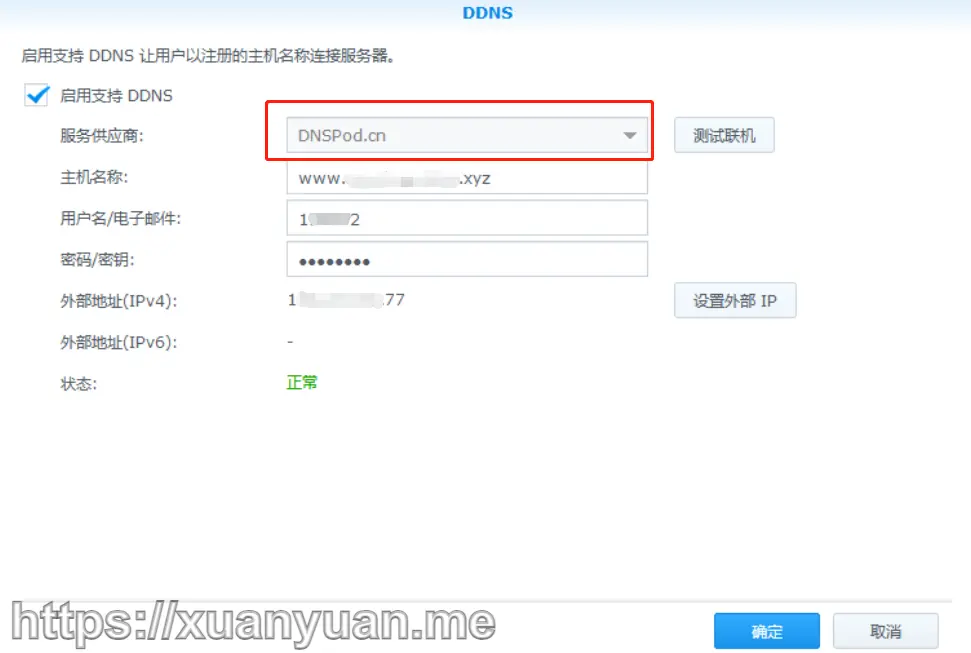 DDNS
启用支持 DDNS 让用户以注册的主机名称连接服务器。
启用支持 DDNS
服务供应商: DNSPod.cn 测试联机
主机名称: www. .xyz
用户名/电子邮件: 1 2
密码/密钥: ••••••••
外部地址(IPv4): 1 .77 设置外部 IP
外部地址(IPv6): -
状态: 正常
https://xuanyuan.me
确定 取消